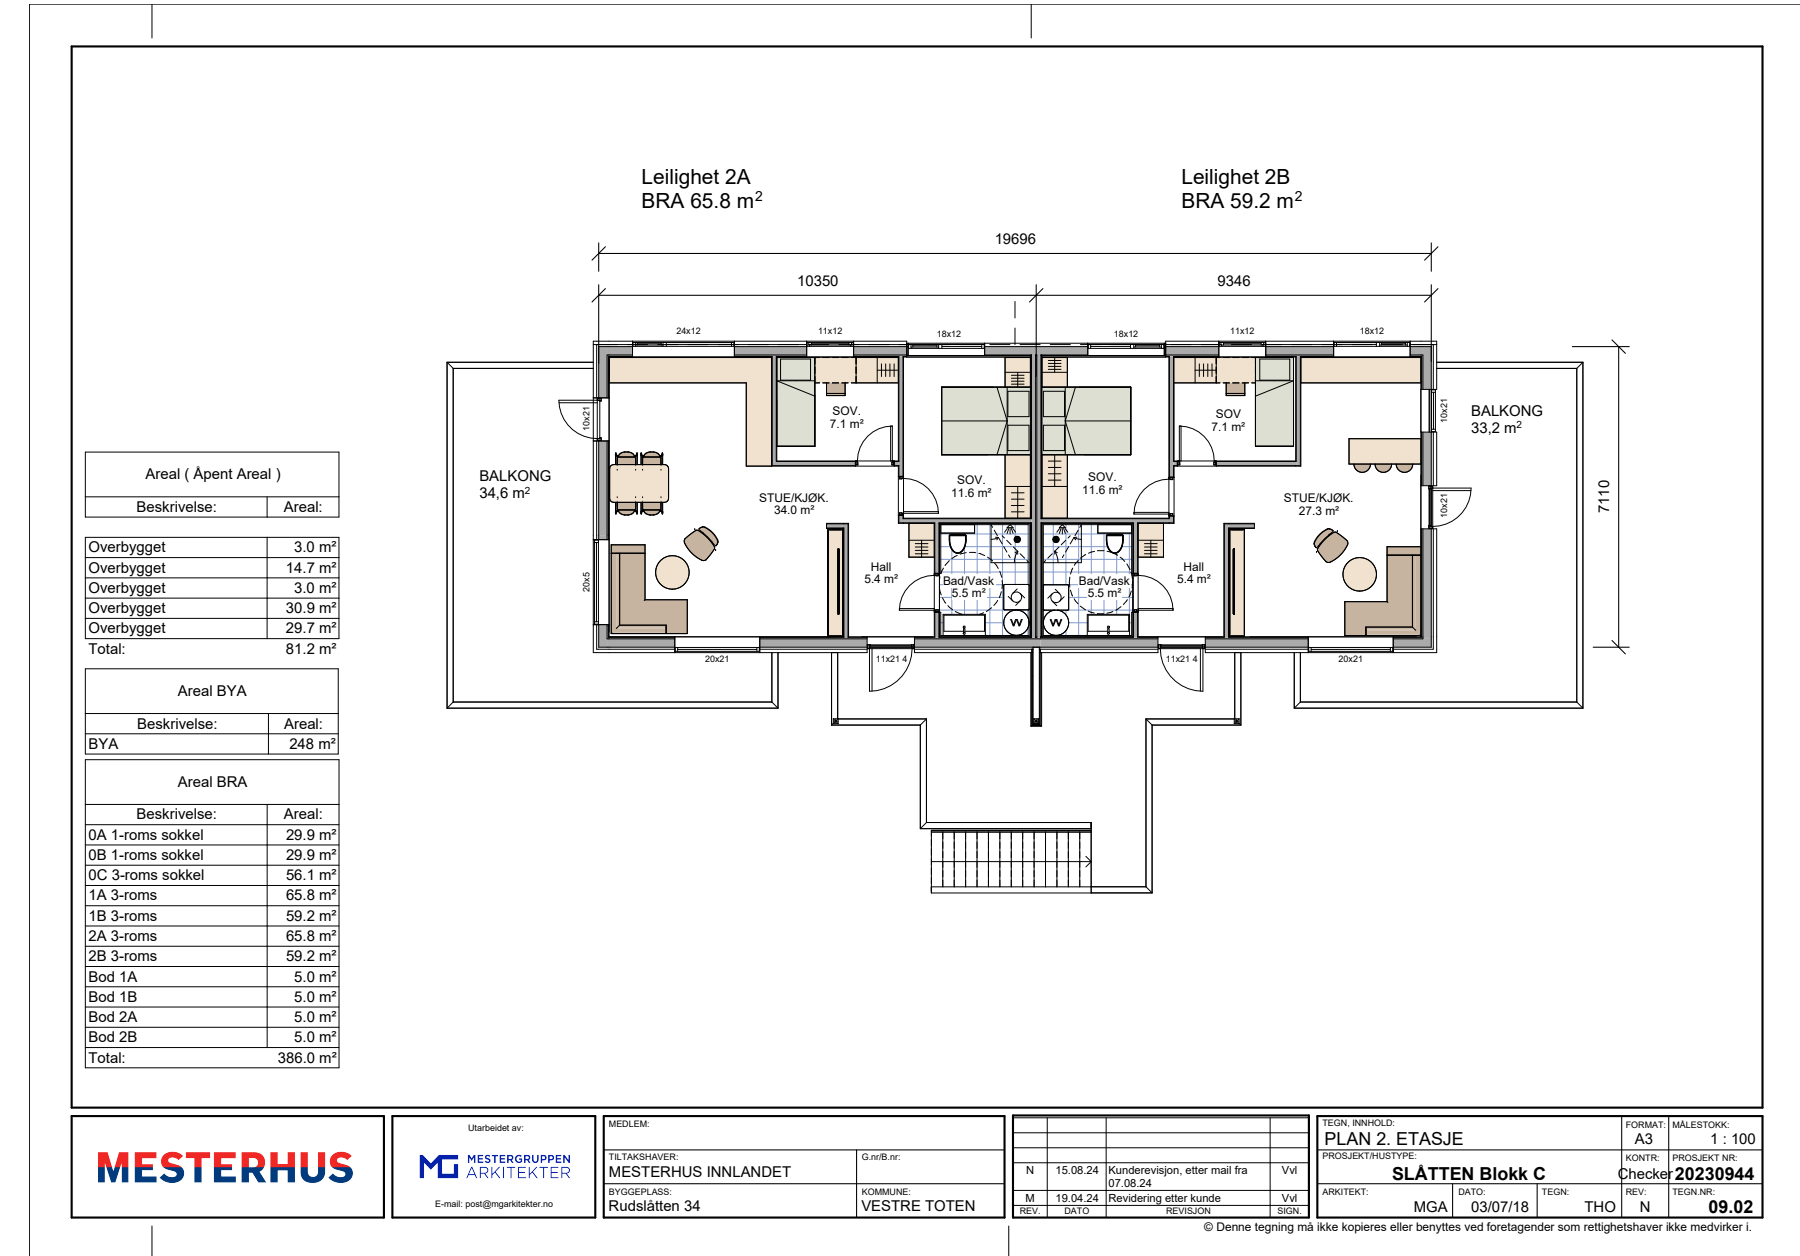 Leilighet 2A
BRA 65.8 m²
Leilighet 2B
BRA 59.2 m²
19696
10350
9346
24x12
11x12
18x12
18x12
11x12
18x12
10x21
10x21
BALKONG
33,2 m²
SOV.
7.1 m²
SOV
7.1 m²
BALKONG
34,6 m²
SOV.
11.6 m²
SOV.
11.6 m²
STUE/KJØK.
34.0 m²
STUE/KJØK.
27.3 m²
10x21
7110
Hall
5.4 m²
Hall
5.4 m²
Bad/Vask
5.5 m²
Bad/Vask
5.5 m²
20x5
W
W
20x21
11x21 4
11x21 4
20x21
Areal ( Åpent Areal )
Beskrivelse: Areal:
Overbygget 3.0 m²
Overbygget 14.7 m²
Overbygget 3.0 m²
Overbygget 30.9 m²
Overbygget 29.7 m²
Total: 81.2 m²
Areal BYA
Beskrivelse: Areal:
BYA 248 m²
Areal BRA
Beskrivelse: Areal:
0A 1-roms sokkel 29.9 m²
0B 1-roms sokkel 29.9 m²
0C 3-roms sokkel 56.1 m²
1A 3-roms 65.8 m²
1B 3-roms 59.2 m²
2A 3-roms 65.8 m²
2B 3-roms 59.2 m²
Bod 1A 5.0 m²
Bod 1B 5.0 m²
Bod 2A 5.0 m²
Bod 2B 5.0 m²
Total: 386.0 m²
MESTERHUS
Utarbeidet av:
MG MESTERGRUPPEN
ARKITEKTER
E-mail: post@mgarkitekter.no
MEDLEM:
TILTAKSHAVER:
MESTERHUS INNLANDET
G.nr/B.nr:
BYGGEPLASS:
Rudslåtten 34
KOMMUNE:
VESTRE TOTEN
N 15.08.24 Kunderevisjon, etter mail fra
07.08.24 Vvl
M 19.04.24 Revidering etter kunde Vvl
REV. DATO REVISJON SIGN.
TEGN, INNHOLD:
PLAN 2. ETASJE
FORMAT:
A3
MÅLESTOKK:
1 : 100
PROSJEKT/HUSTYPE:
SLÅTTEN Blokk C
KONTR:
Checker
PROSJEKT NR:
20230944
ARKITEKT:
MGA
DATO:
03/07/18
TEGN:
THO
REV:
N
TEGN.NR:
09.02
© Denne tegning må ikke kopieres eller benyttes ved foretagender som rettighetshaver ikke medvirker i.